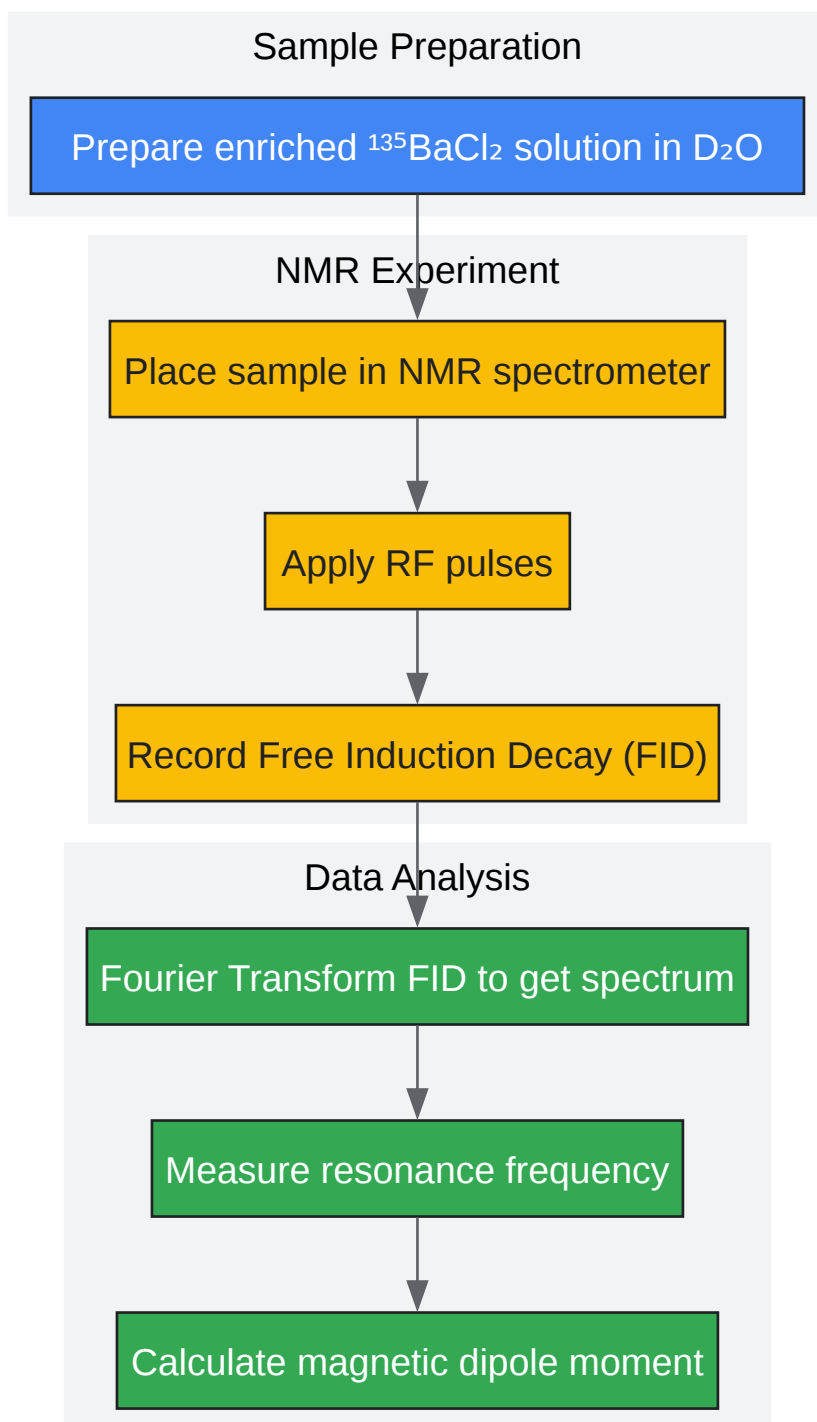 Sample Preparation
Prepare enriched ¹³⁵BaCl₂ solution in D₂O
NMR Experiment
Place sample in NMR spectrometer
Apply RF pulses
Record Free Induction Decay (FID)
Data Analysis
Fourier Transform FID to get spectrum
Measure resonance frequency
Calculate magnetic dipole moment